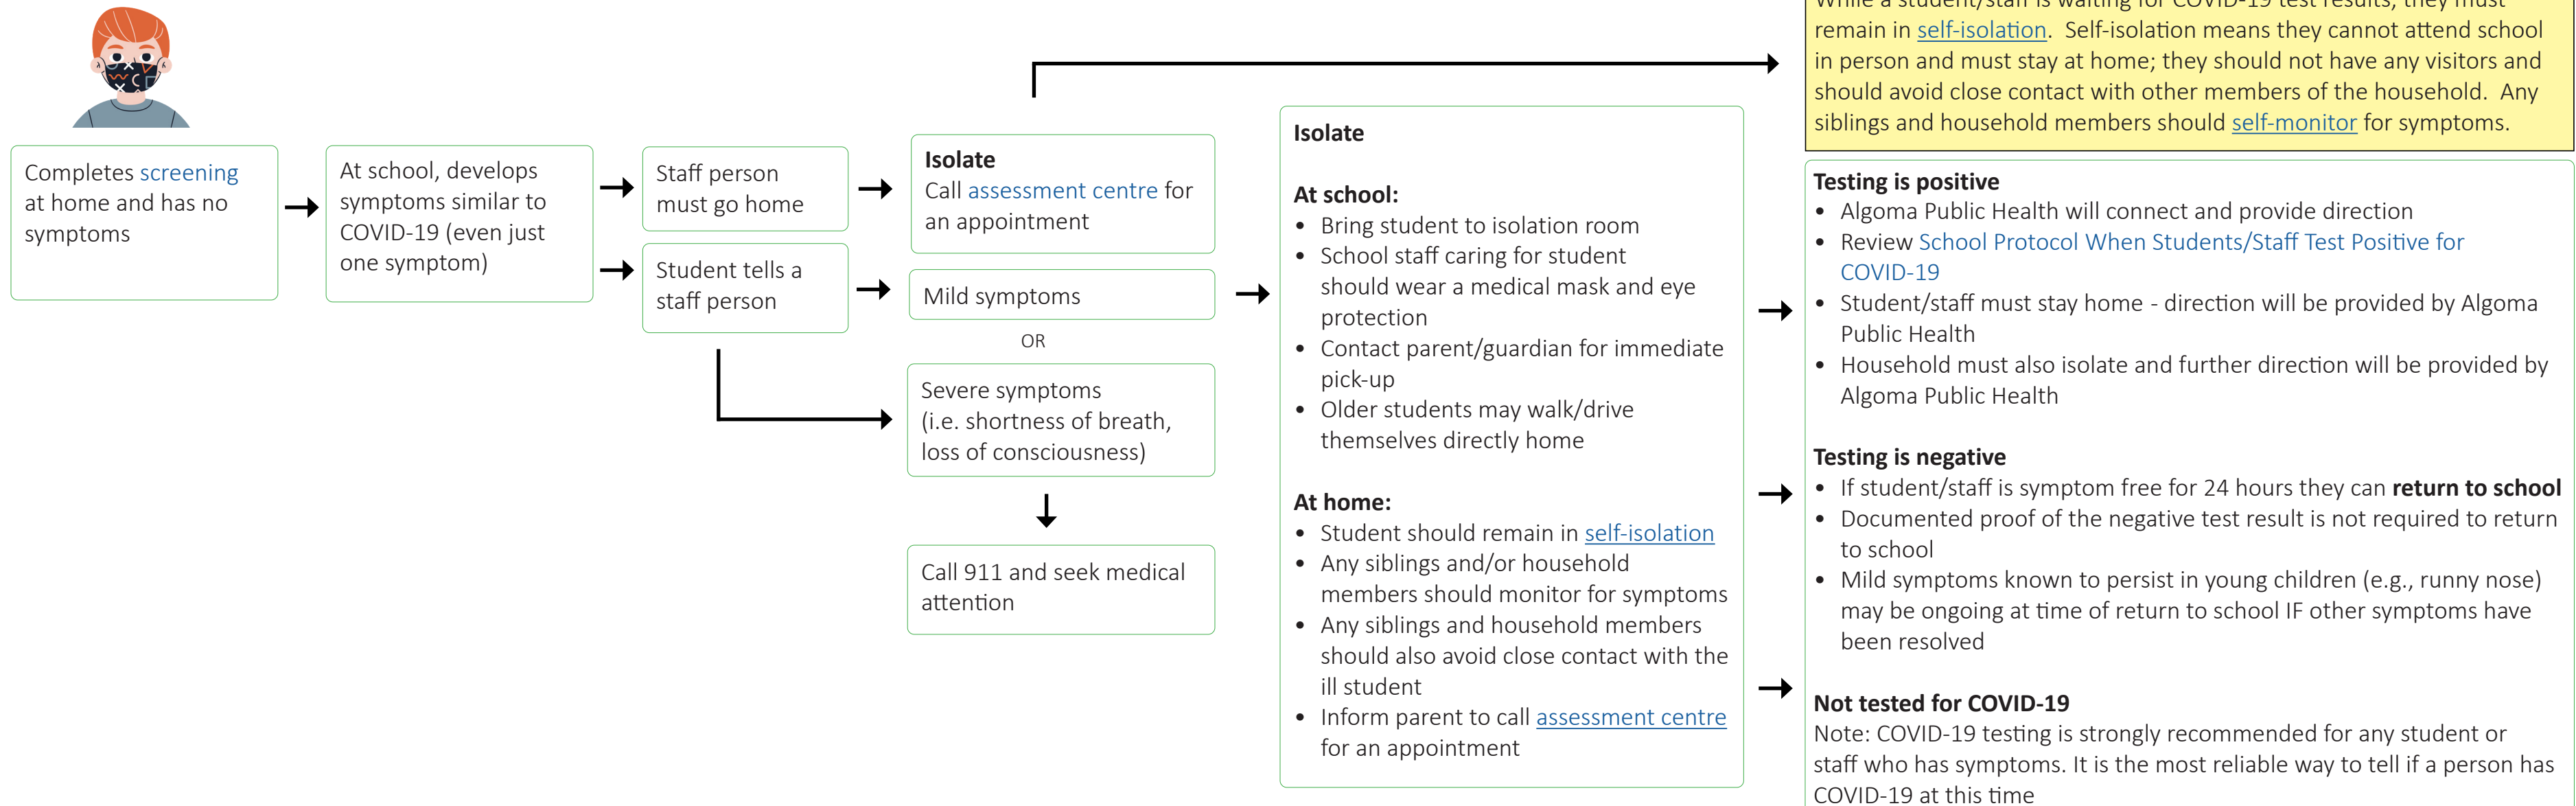 Completes screening
at home and has no
symptoms
At school, develops
symptoms similar to
COVID-19 (even just
one symptom)
Staff person
must go home
Student tells a
staff person
Isolate
Call assessment centre for
an appointment
Mild symptoms
OR
Severe symptoms
(i.e. shortness of breath,
loss of consciousness)
Call 911 and seek medical
attention
Isolate
At school:
• Bring student to isolation room
• School staff caring for student
should wear a medical mask and eye
protection
• Contact parent/guardian for immediate
pick-up
• Older students may walk/drive
themselves directly home
At home:
• Student should remain in self-isolation
• Any siblings and/or household
members should monitor for symptoms
• Any siblings and household members
should also avoid close contact with the
ill student
• Inform parent to call assessment centre
for an appointment
While a student/staff is waiting for COVID-19 test results, they must
remain in self-isolation.  Self-isolation means they cannot attend school
in person and must stay at home; they should not have any visitors and
should avoid close contact with other members of the household.  Any
siblings and household members should self-monitor for symptoms.
Testing is positive
• Algoma Public Health will connect and provide direction
• Review School Protocol When Students/Staff Test Positive for
COVID-19
• Student/staff must stay home - direction will be provided by Algoma
Public Health
• Household must also isolate and further direction will be provided by
Algoma Public Health
Testing is negative
• If student/staff is symptom free for 24 hours they can return to school
• Documented proof of the negative test result is not required to return
to school
• Mild symptoms known to persist in young children (e.g., runny nose)
may be ongoing at time of return to school IF other symptoms have
been resolved
Not tested for COVID-19
Note: COVID-19 testing is strongly recommended for any student or
staff who has symptoms. It is the most reliable way to tell if a person has
COVID-19 at this time